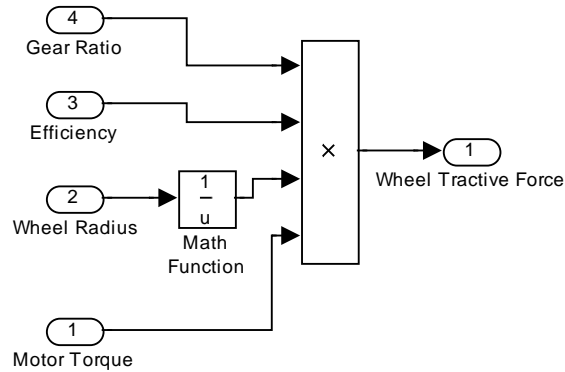 4
Gear Ratio
3
Efficiency
2
Wheel Radius
1
u
Math
Function
1
Motor Torque
×
1
Wheel Tractive Force